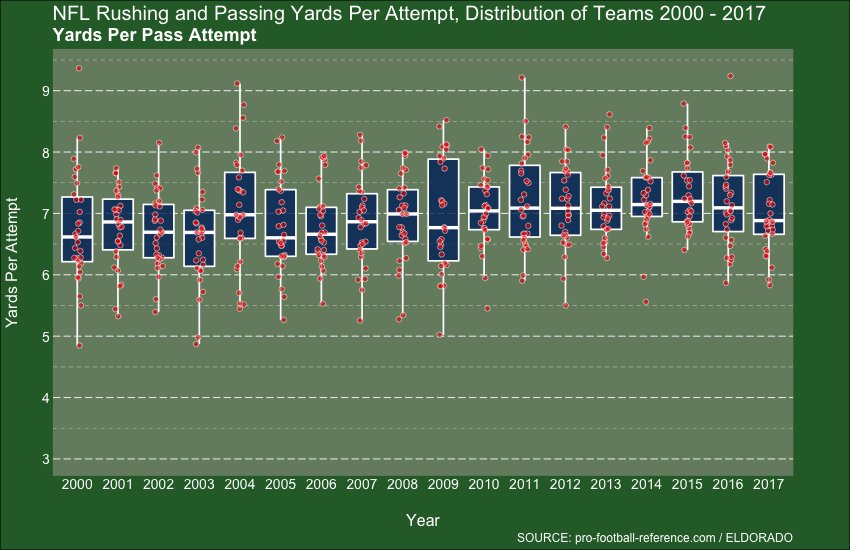 NFL Rushing and Passing Yards Per Attempt, Distribution of Teams 2000 - 2017
Yards Per Pass Attempt
Yards Per Attempt
9
8
7
6
5
4
3
2000 2001 2002 2003 2004 2005 2006 2007 2008 2009 2010 2011 2012 2013 2014 2015 2016 2017
Year
SOURCE: pro-football-reference.com / ELDORADO